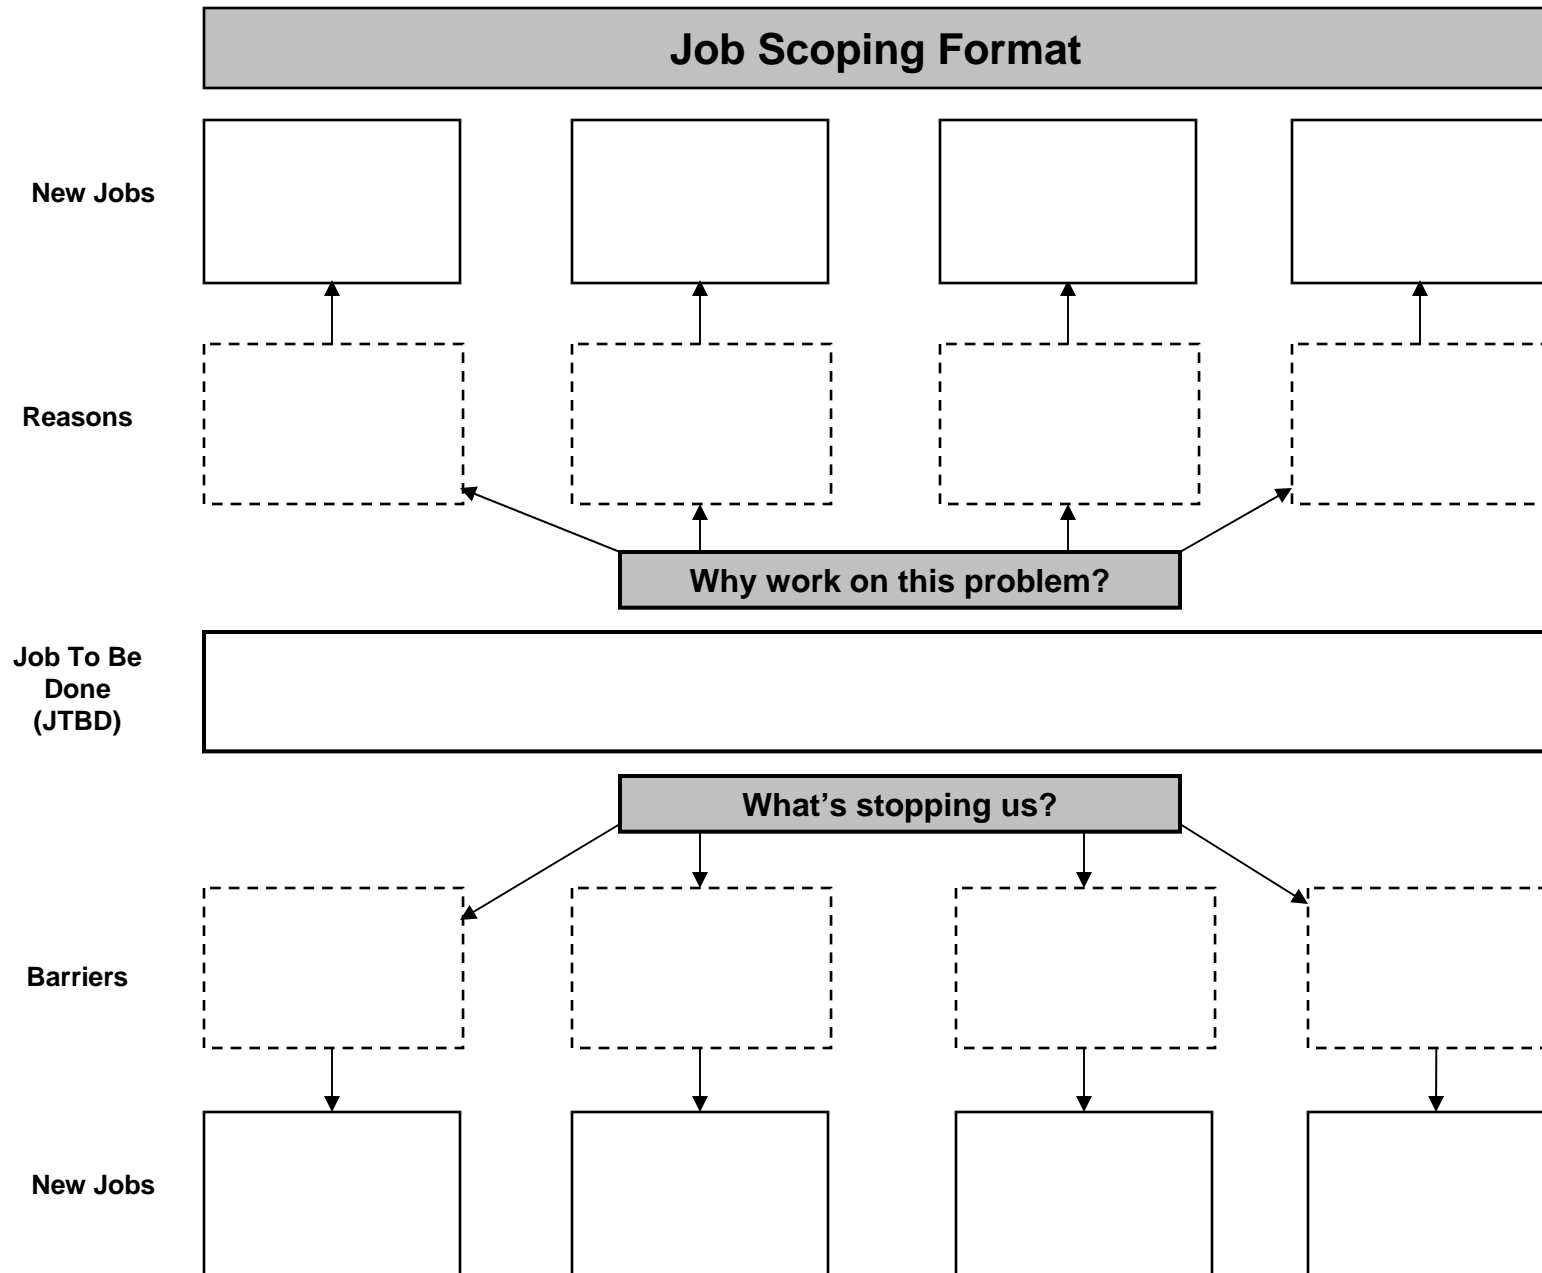 Job Scoping Format
New Jobs
Reasons
Why work on this problem?
Job To Be
Done
(JTBD)
What’s stopping us?
Barriers
New Jobs